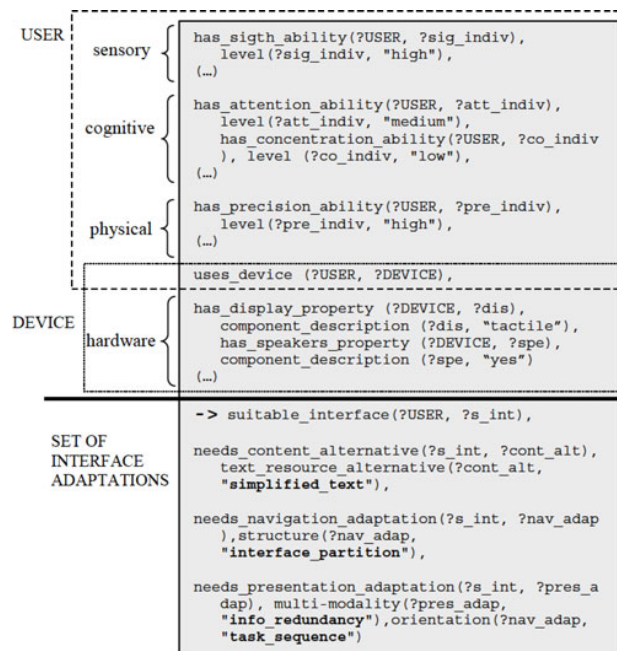 USER
sensory
has_sigth_ability(?USER, ?sig_indiv),
level(?sig_indiv, "high"),
(…)
cognitive
has_attention_ability(?USER, ?att_indiv),
level(?att_indiv, "medium"),
has_concentration_ability(?USER, ?co_indiv
), level (?co_indiv, "low"),
(…)
physical
has_precision_ability(?USER, ?pre_indiv),
level(?pre_indiv, "high"),
(…)
uses_device (?USER, ?DEVICE),
DEVICE
hardware
has_display_property (?DEVICE, ?dis),
component_description (?dis, “tactile”),
has_speakers_property (?DEVICE, ?spe),
component_description (?spe, “yes”)
(…)
SET OF
INTERFACE
ADAPTATIONS
-> suitable_interface(?USER, ?s_int),
needs_content_alternative(?s_int, ?cont_alt),
text_resource_alternative(?cont_alt,
"simplified_text"),
needs_navigation_adaptation(?s_int, ?nav_adap
),structure(?nav_adap,
"interface_partition"),
needs_presentation_adaptation(?s_int, ?pres_a
dap), multi-modality(?pres_adap,
"info_redundancy"),orientation(?nav_adap,
"task_sequence")